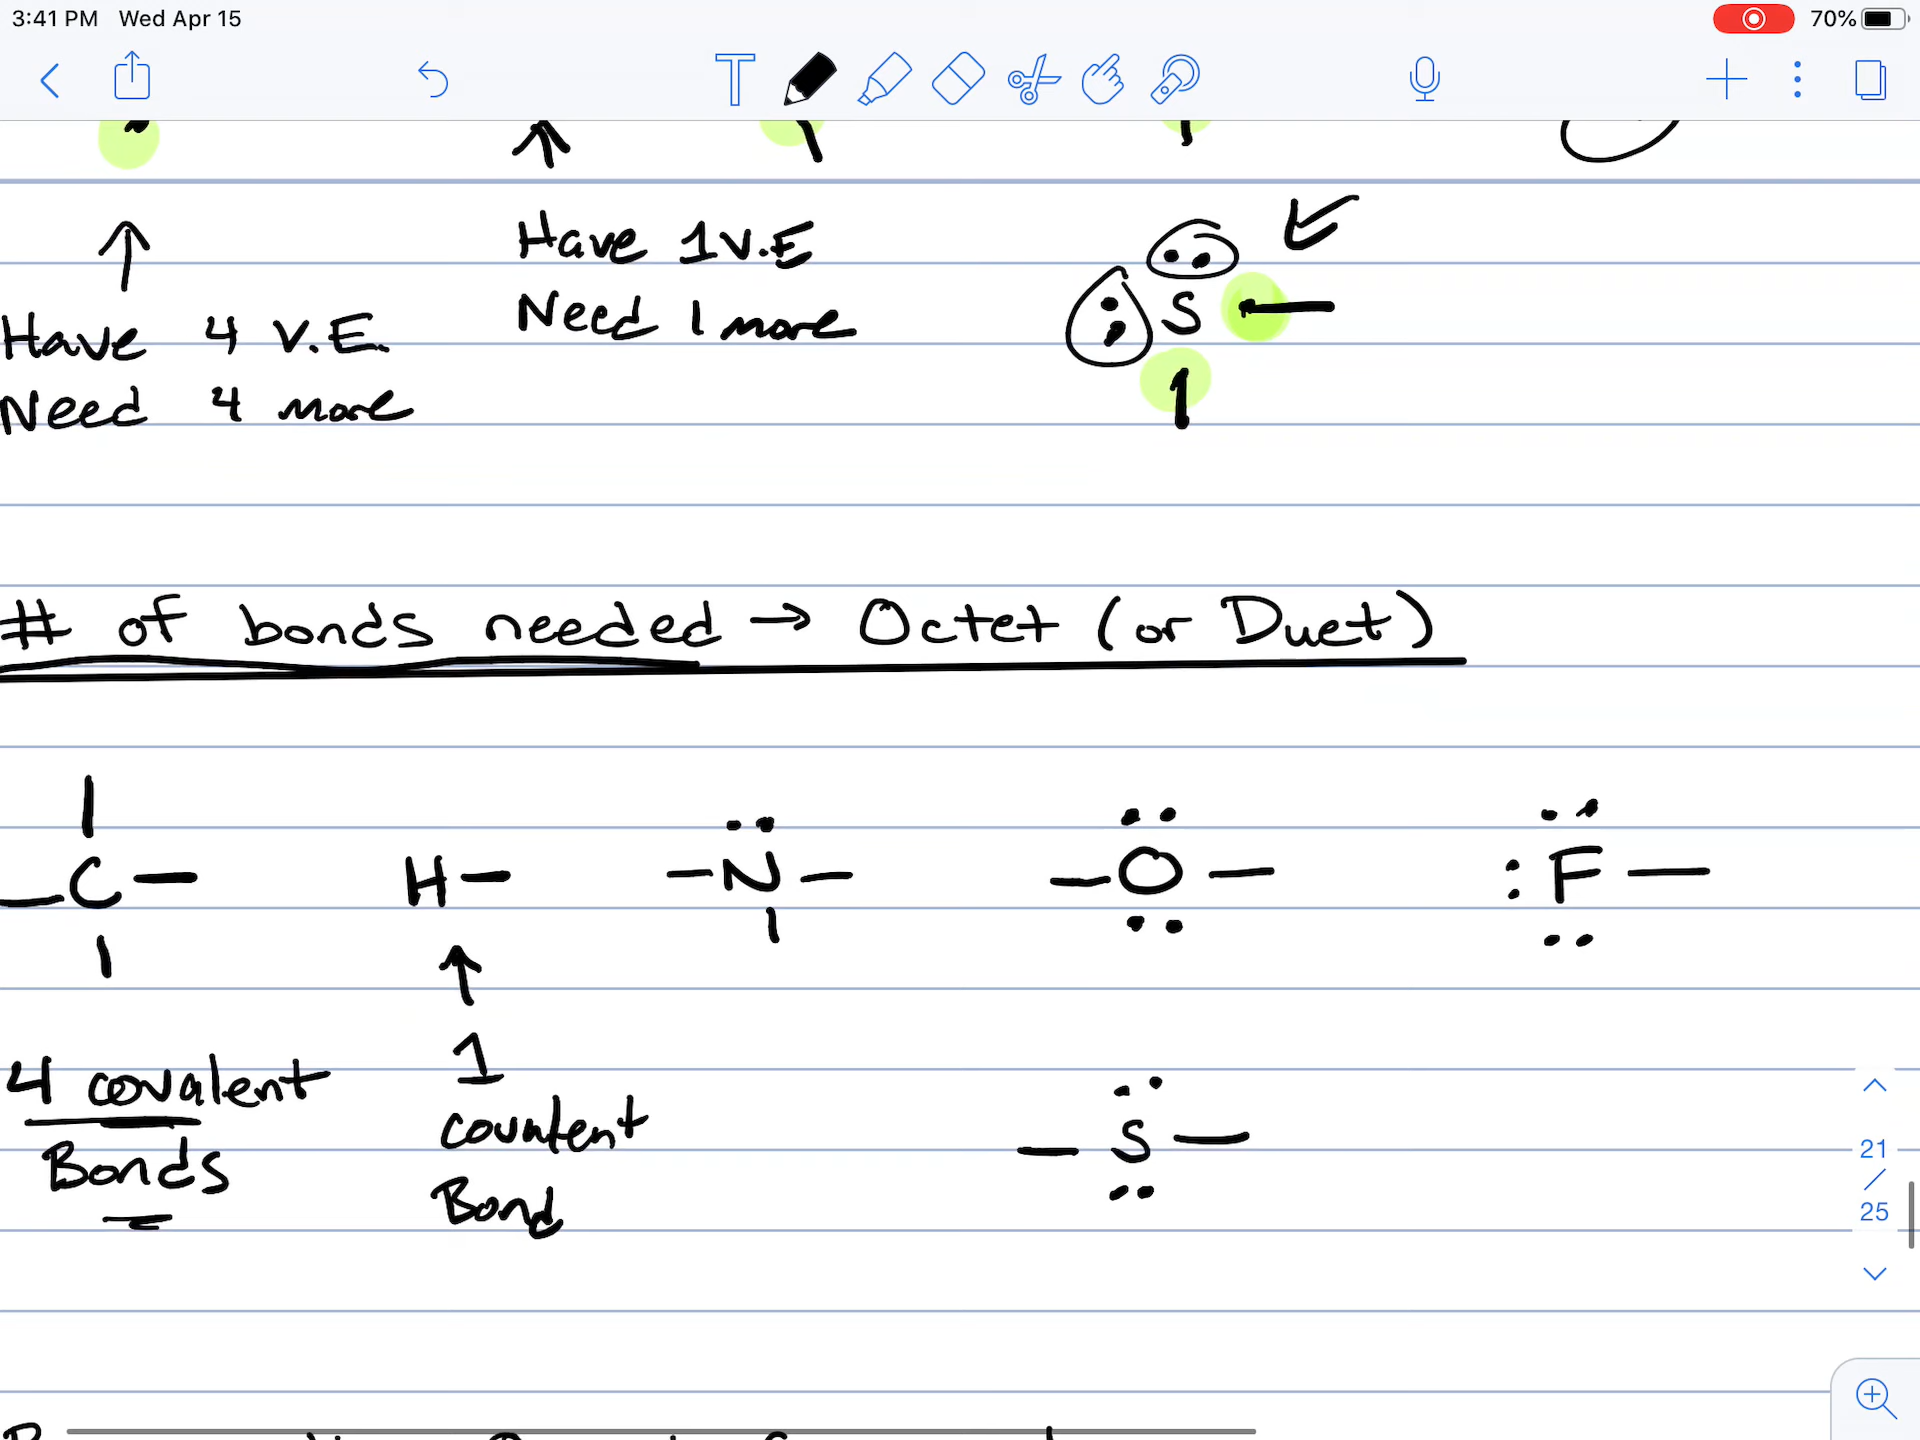 3:41 PM Wed Apr 15
70%
T
Have 1 V.E
Need 1 more
Have 4 V.E.
Need 4 more
S
# of bonds needed → Octet (or Duet)
C H N O F
4 covalent
Bonds
1
covalent
Bond
S
21
/
25